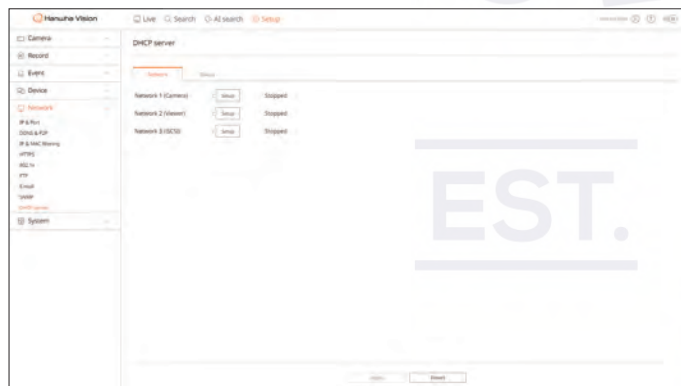 Hanwha Vision
Live Search AI search Setup
Camera
Record
Event
Device
Network
IP & Port
DDNS & P2P
IP & MAC filtering
HTTPS
802.1x
FTP
E-mail
SNMP
DHCP server
System
DHCP server
Network Status
Network 1 (Camera) : Setup Stopped
Network 2 (Viewer) : Setup Stopped
Network 3 (iSCSI) : Setup Stopped
EST.
Revert